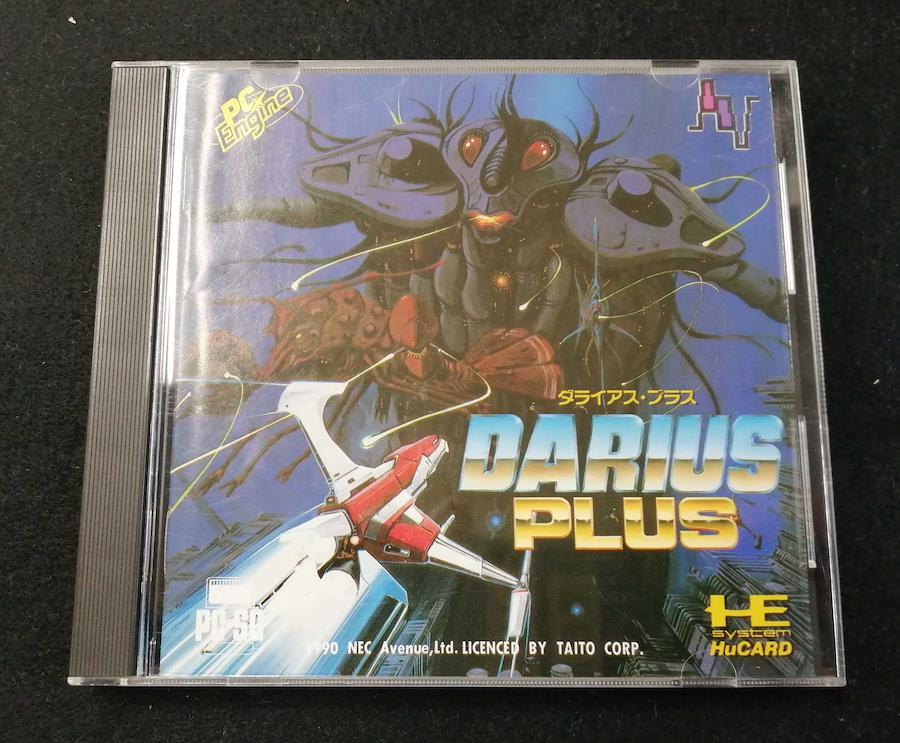 PC
Engine
ダライアス・プラス
DARIUS
PLUS
PC-SG
HE
system
HuCARD
1990 NEC Avenue,Ltd. LICENCED BY TAITO CORP.